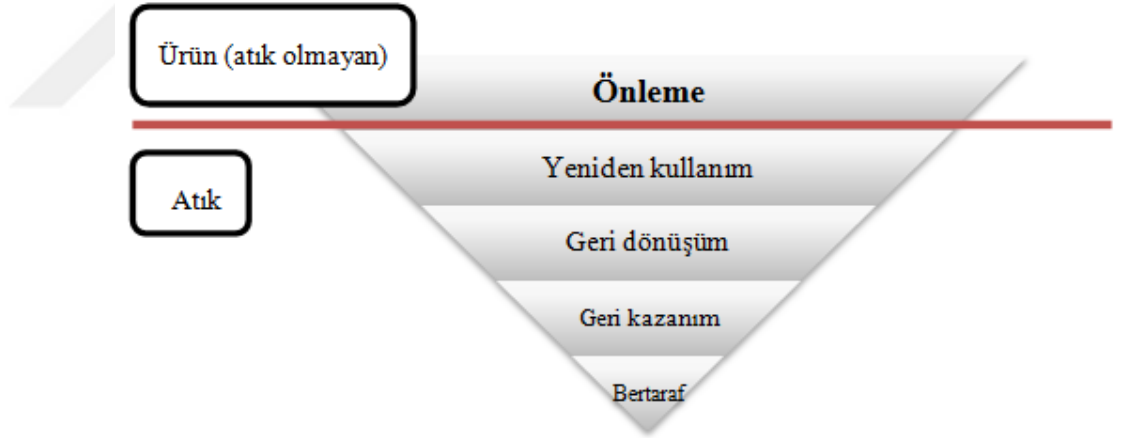 Ürün (atık olmayan)
Önleme
Yeniden kullanım
Atık
Geri dönüşüm
Geri kazanım
Bertaraf